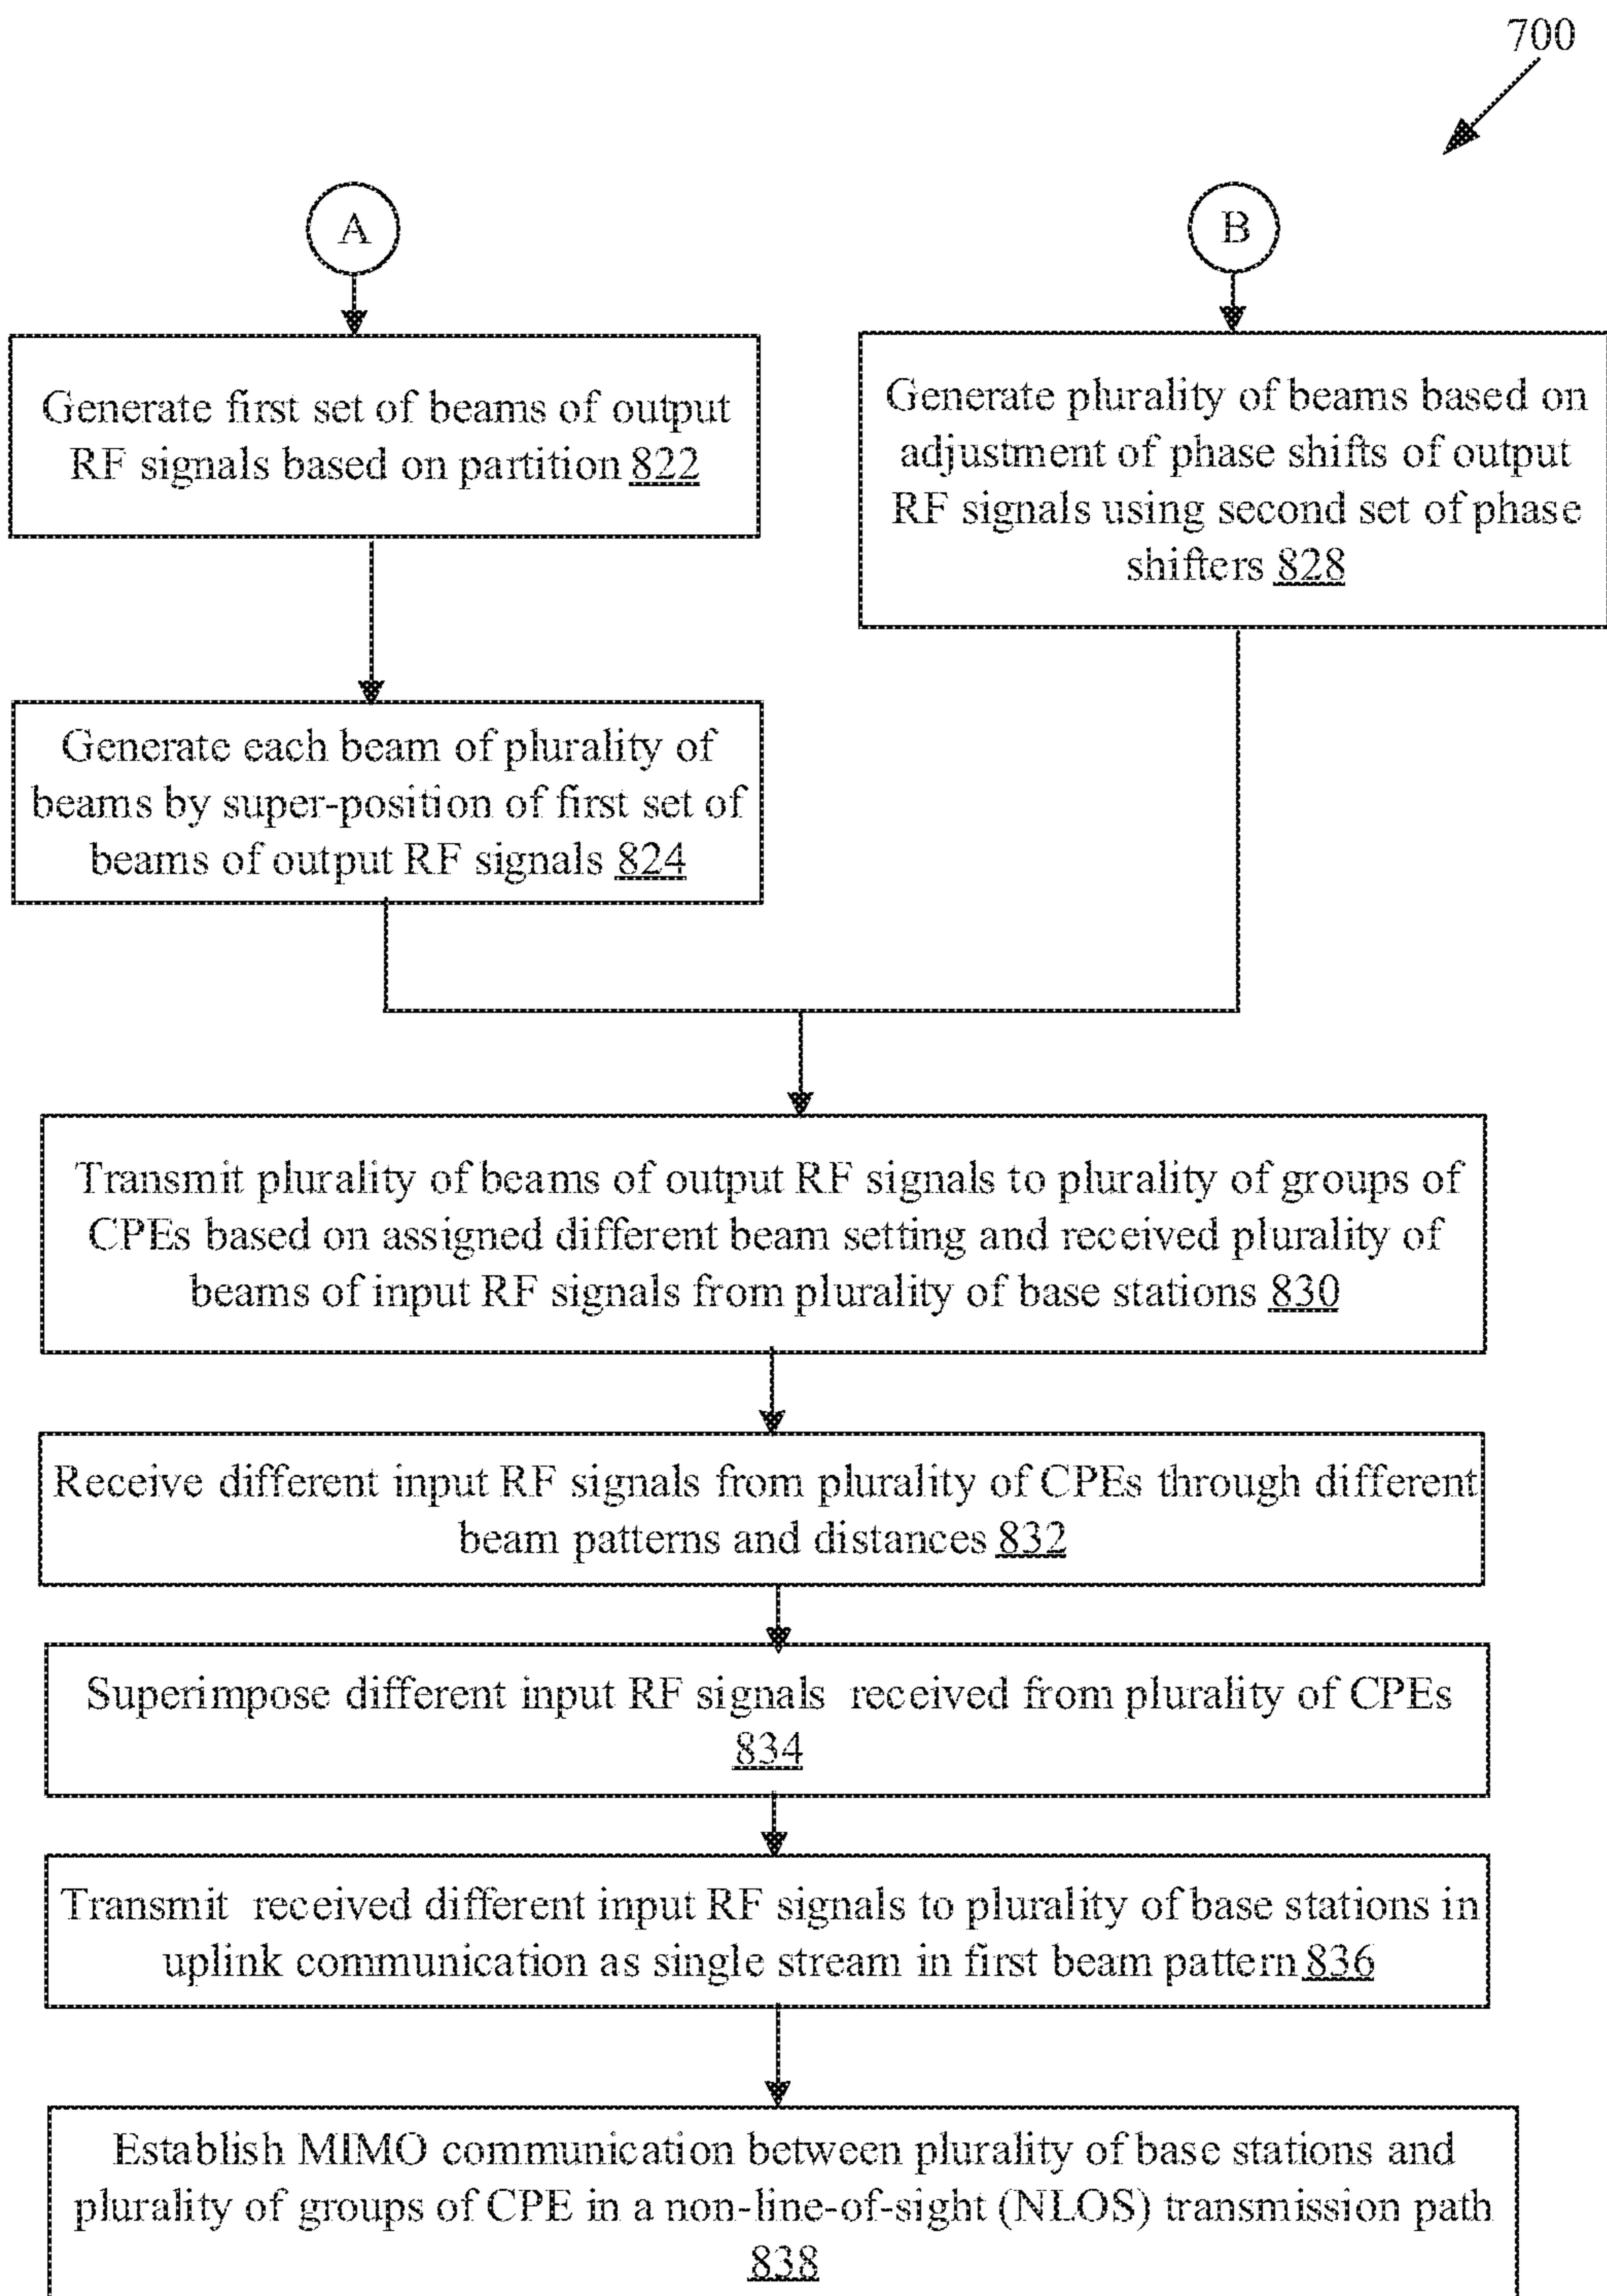 700
A
B
Generate first set of beams of output
RF signals based on partition 822
Generate plurality of beams based on
adjustment of phase shifts of output
RF signals using second set of phase
shifters 828
Generate each beam of plurality of
beams by super-position of first set of
beams of output RF signals 824
Transmit plurality of beams of output RF signals to plurality of groups of
CPEs based on assigned different beam setting and received plurality of
beams of input RF signals from plurality of base stations 830
Receive different input RF signals from plurality of CPEs through different
beam patterns and distances 832
Superimpose different input RF signals received from plurality of CPEs
834
Transmit received different input RF signals to plurality of base stations in
uplink communication as single stream in first beam pattern 836
Establish MIMO communication between plurality of base stations and
plurality of groups of CPE in a non-line-of-sight (NLOS) transmission path
838